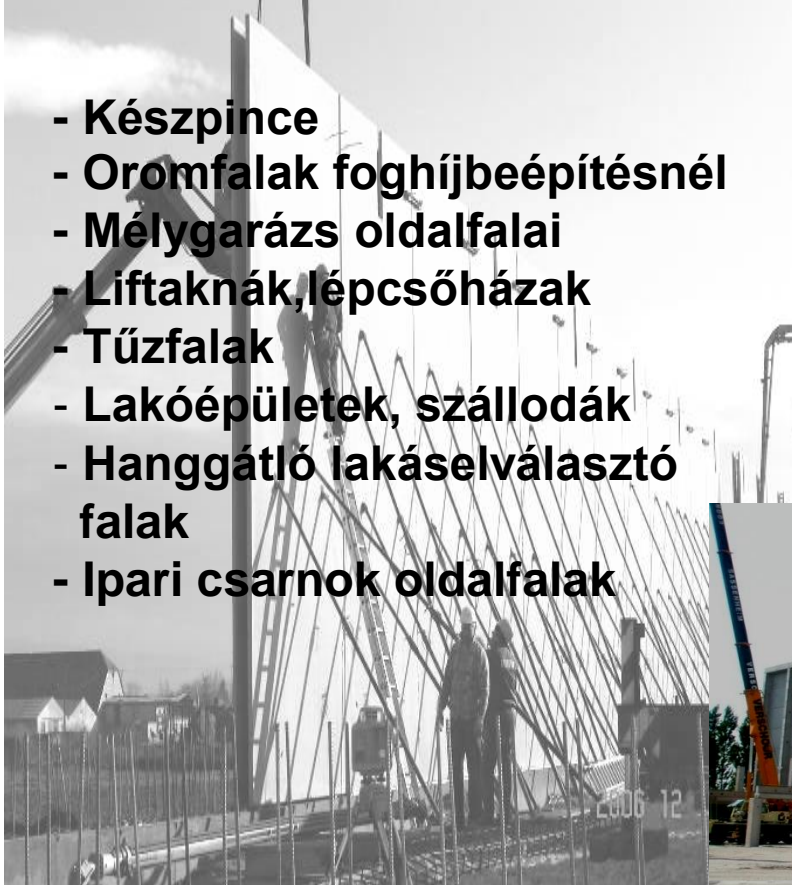 - Készpince
- Oromfalak foghíjbeépítésnél
- Mélygarázs oldalfalai
- Liftaknák,lépcsőházak
- Tűzfalak
- Lakóépületek, szállodák
- Hanggátló lakáselválasztó
falak
- Ipari csarnok oldalfalak
2006 12